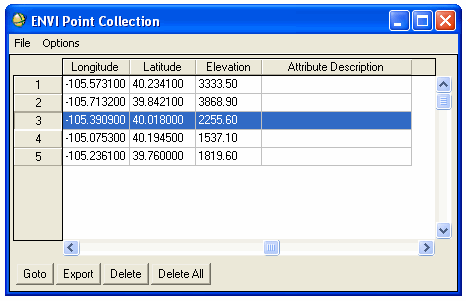 ENVI Point Collection
File Options
Longitude Latitude Elevation Attribute Description
1 -105.573100 40.234100 3333.50
2 -105.713200 39.842100 3868.90
3 -105.390900 40.018000 2255.60
4 -105.075300 40.194500 1537.10
5 -105.236100 39.760000 1819.60
Goto Export Delete Delete All